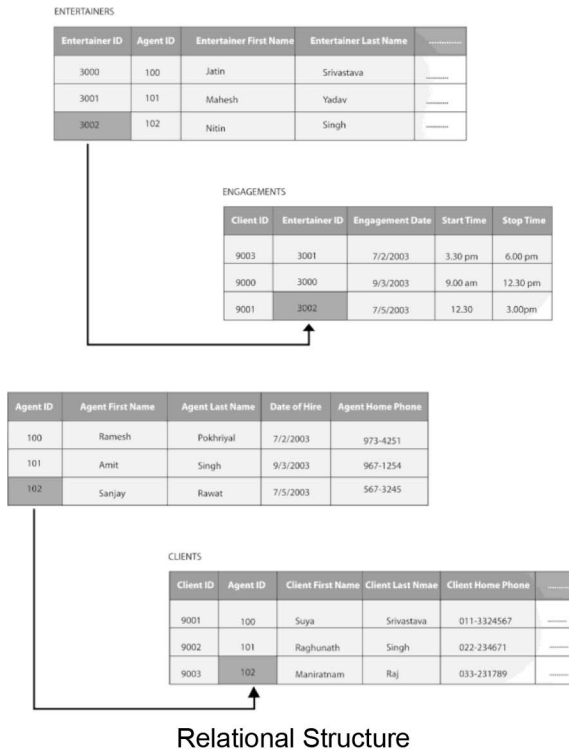 ENTERTAINERS
Entertainer ID Agent ID Entertainer First Name Entertainer Last Name .............
3000 100 Jatin Srivastava ..........
3001 101 Mahesh Yadav ..........
3002 102 Nitin Singh ..........
ENGAGEMENTS
Client ID Entertainer ID Engagement Date Start Time Stop Time
9003 3001 7/2/2003 3.30 pm 6.00 pm
9000 3000 9/3/2003 9.00 am 12.30 pm
9001 3002 7/5/2003 12.30 3.00pm
Agent ID Agent First Name Agent Last Name Date of Hire Agent Home Phone
100 Ramesh Pokhriyal 7/2/2003 973-4251
101 Amit Singh 9/3/2003 967-1254
102 Sanjay Rawat 7/5/2003 567-3245
CLIENTS
Client ID Agent ID Client First Name Client Last Nmae Client Home Phone ..........
9001 100 Suya Srivastava 011-3324567 ..........
9002 101 Raghunath Singh 022-234671 ..........
9003 102 Maniratnam Raj 033-231789 ..........
Relational Structure